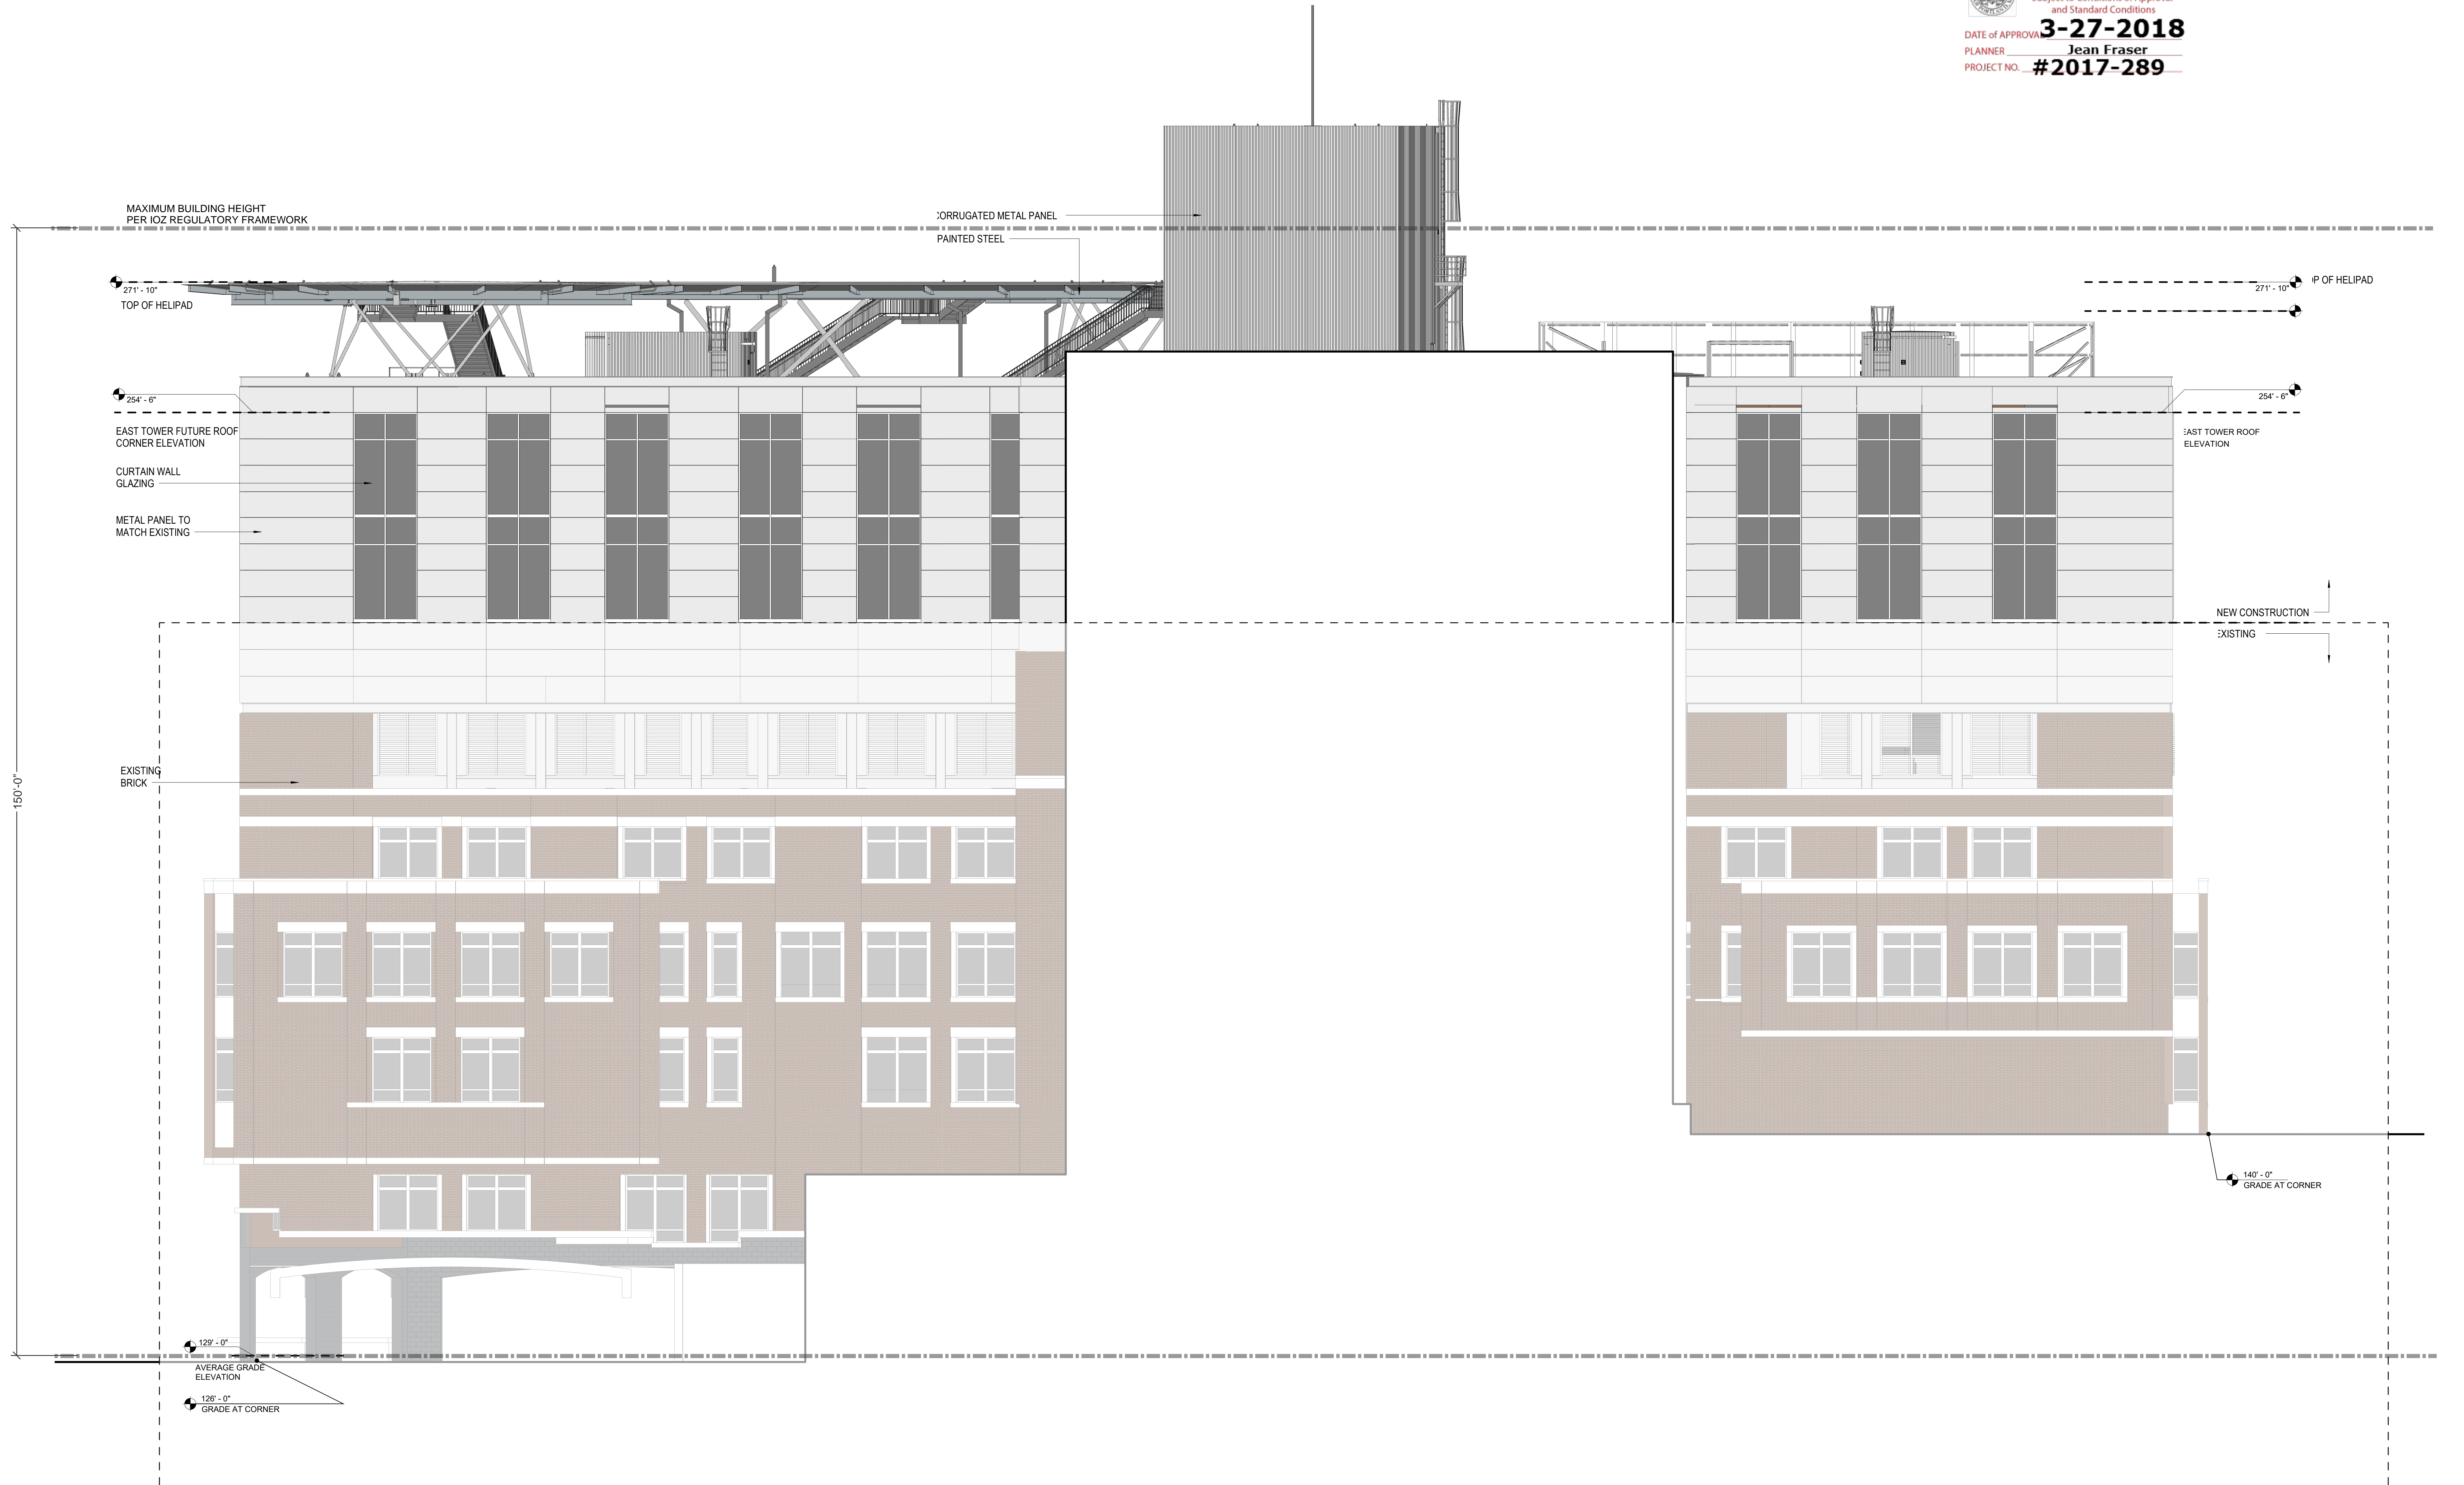 and Standard Conditions
DATE of APPROVAL 3-27-2018
PLANNER Jean Fraser
PROJECT NO. #2017-289
MAXIMUM BUILDING HEIGHT
PER IOZ REGULATORY FRAMEWORK
CORRUGATED METAL PANEL
PAINTED STEEL
271' - 10"
TOP OF HELIPAD
271' - 10"
OP OF HELIPAD
254' - 6"
254' - 6"
EAST TOWER FUTURE ROOF
CORNER ELEVATION
EAST TOWER ROOF
ELEVATION
CURTAIN WALL
GLAZING
METAL PANEL TO
MATCH EXISTING
NEW CONSTRUCTION
EXISTING
EXISTING
BRICK
150'-0"
140' - 0"
GRADE AT CORNER
129' - 0"
AVERAGE GRADE
ELEVATION
126' - 0"
GRADE AT CORNER